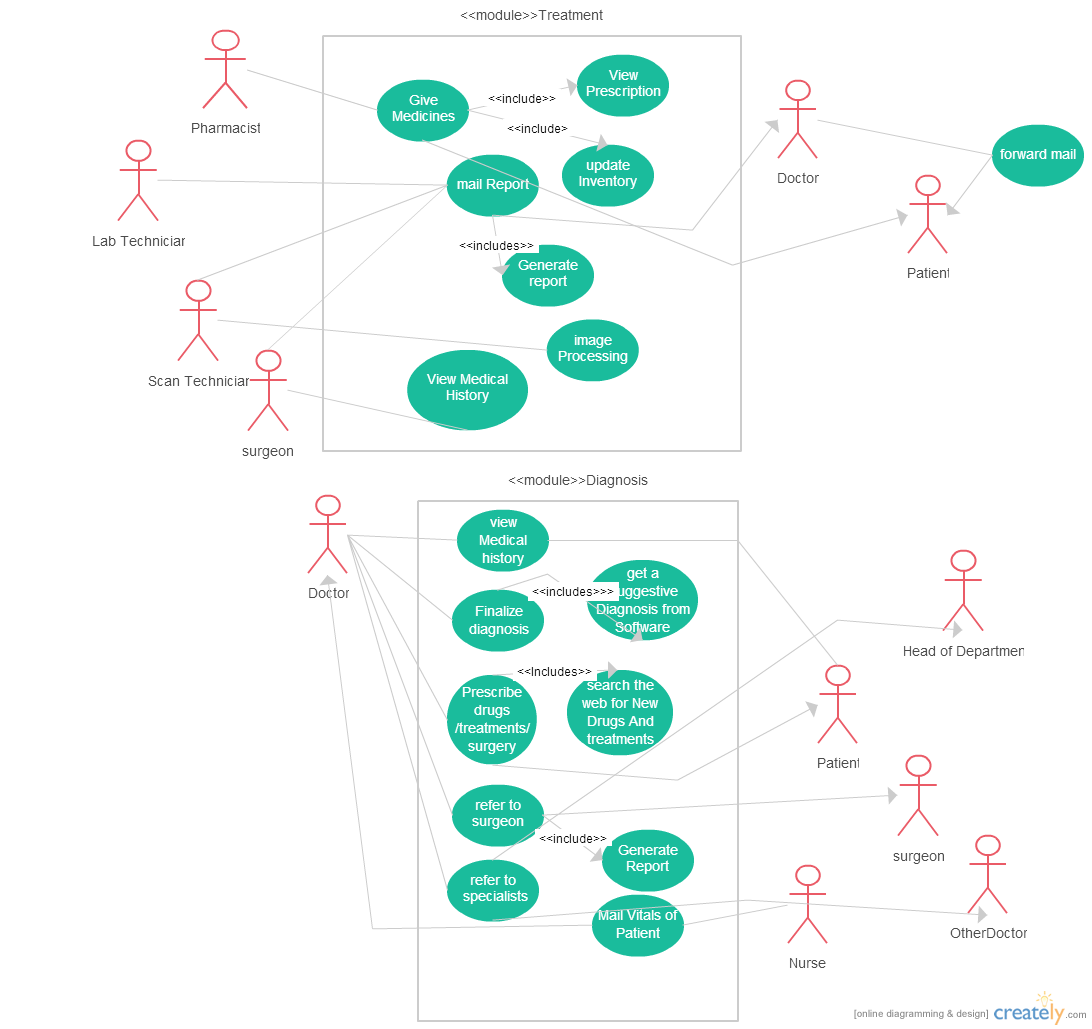 <<module>>Treatment
Pharmacist
Give
Medicines
<<include>>
View
Prescription
<<include>
update
Inventory
Doctor
forward mail
Lab Technician
mail Report
Patient
<<includes>>
Generate
report
Scan Technician
image
Processing
View Medical
History
surgeon
<<module>>Diagnosis
Doctor
view
Medical
history
Finalize
diagnosis
<<includes>>>
get a
suggestive
Diagnosis from
Software
Head of Departmen
<<Includes>>
Prescribe
drugs
/treatments/
surgery
search the
web for New
Drugs And
treatments
Patient
refer to
surgeon
<<include>>
Generate
Report
surgeon
refer to
specialists
Mail Vitals of
Patient
Nurse
OtherDoctor
[online diagramming & design] creately.com